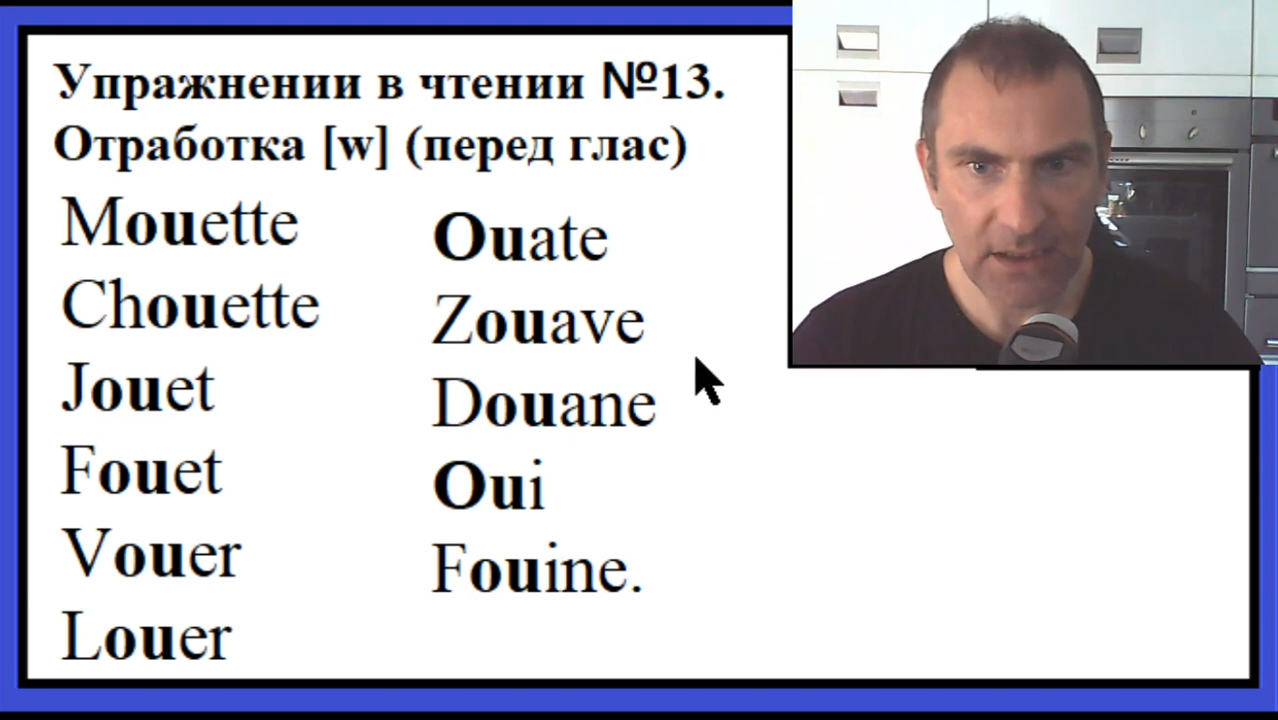 Упражнении в чтении №13.
Отработка [w] (перед глас)
Mouette
Chouette
Jouet
Fouet
Vouer
Louer
Ouate
Zouave
Douane
Oui
Fouine.